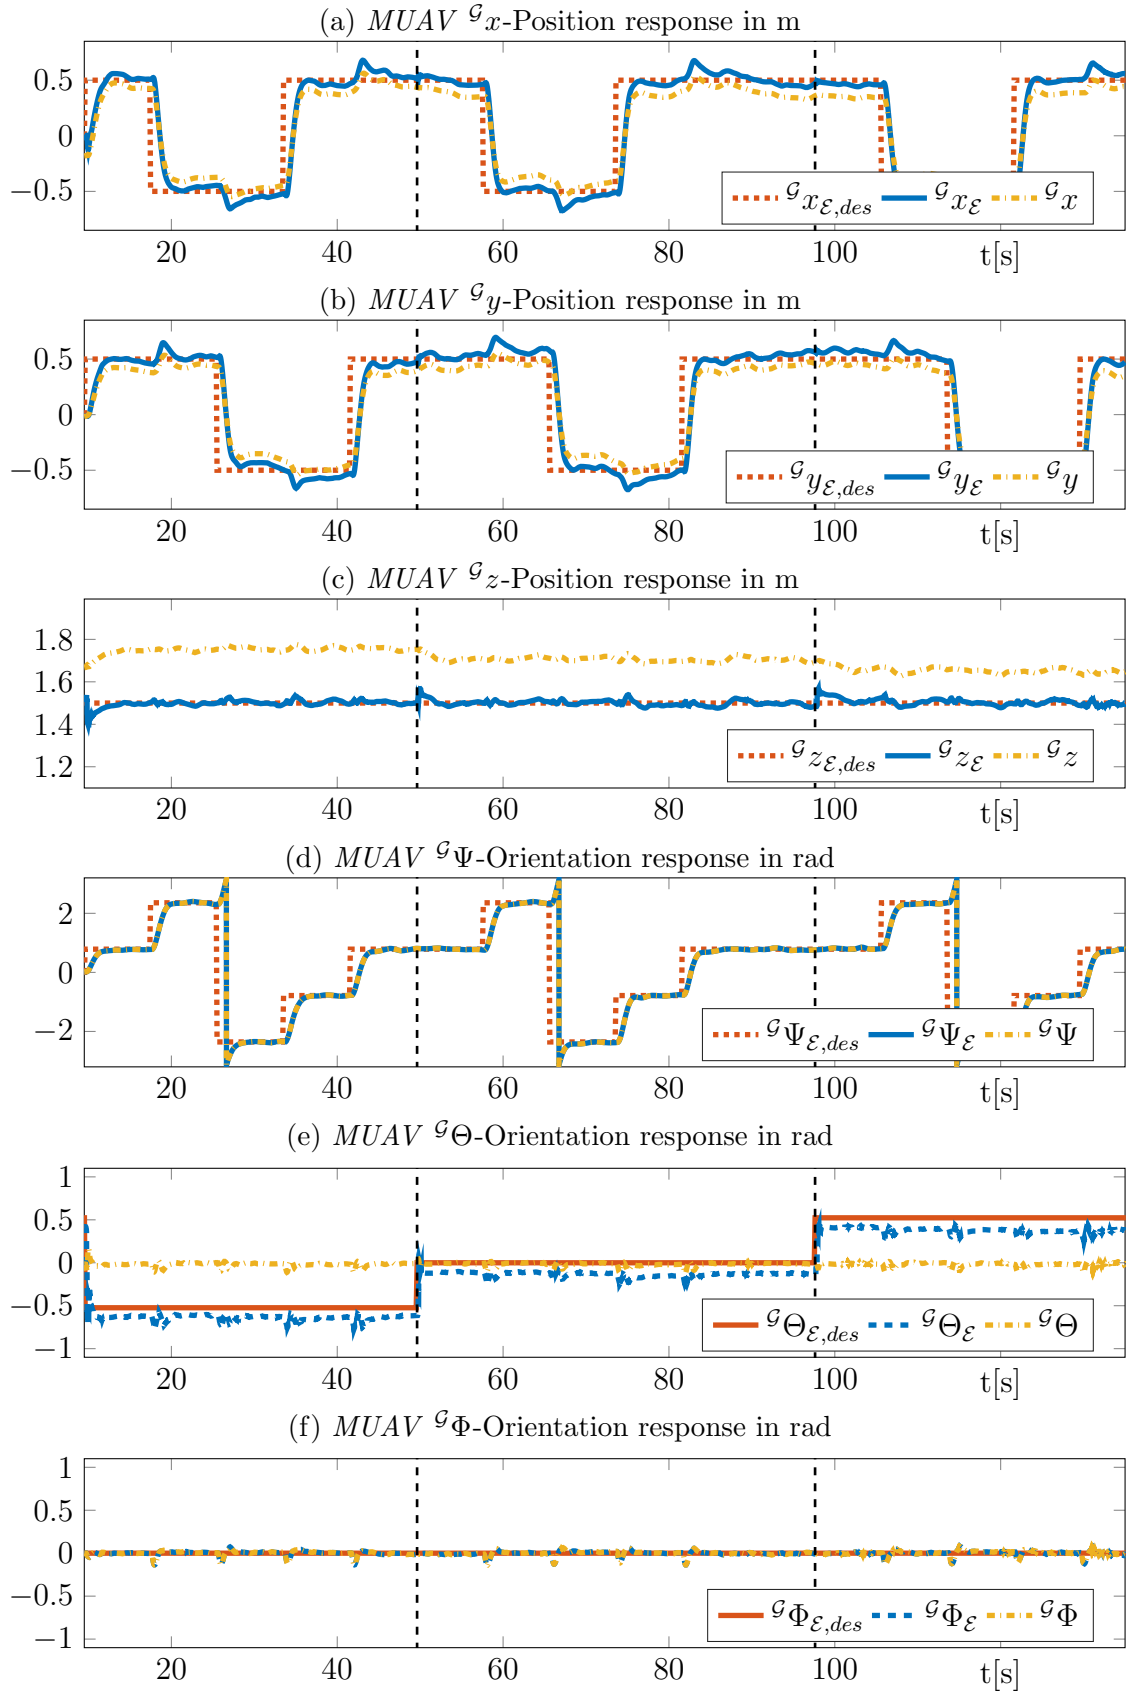 (a) MUAV 𝒢x-Position response in m
0.5
0
−0.5
𝒢x_ℰ,des 𝒢x_ℰ 𝒢x
20 40 60 80 100 t[s]
(b) MUAV 𝒢y-Position response in m
0.5
0
−0.5
𝒢y_ℰ,des 𝒢y_ℰ 𝒢y
20 40 60 80 100 t[s]
(c) MUAV 𝒢z-Position response in m
1.8
1.6
1.4
1.2
𝒢z_ℰ,des 𝒢z_ℰ 𝒢z
20 40 60 80 100 t[s]
(d) MUAV 𝒢Ψ-Orientation response in rad
2
0
−2
𝒢Ψ_ℰ,des 𝒢Ψ_ℰ 𝒢Ψ
20 40 60 80 100 t[s]
(e) MUAV 𝒢Θ-Orientation response in rad
1
0.5
0
−0.5
−1
𝒢Θ_ℰ,des 𝒢Θ_ℰ 𝒢Θ
20 40 60 80 100 t[s]
(f) MUAV 𝒢Φ-Orientation response in rad
1
0.5
0
−0.5
−1
𝒢Φ_ℰ,des 𝒢Φ_ℰ 𝒢Φ
20 40 60 80 100 t[s]